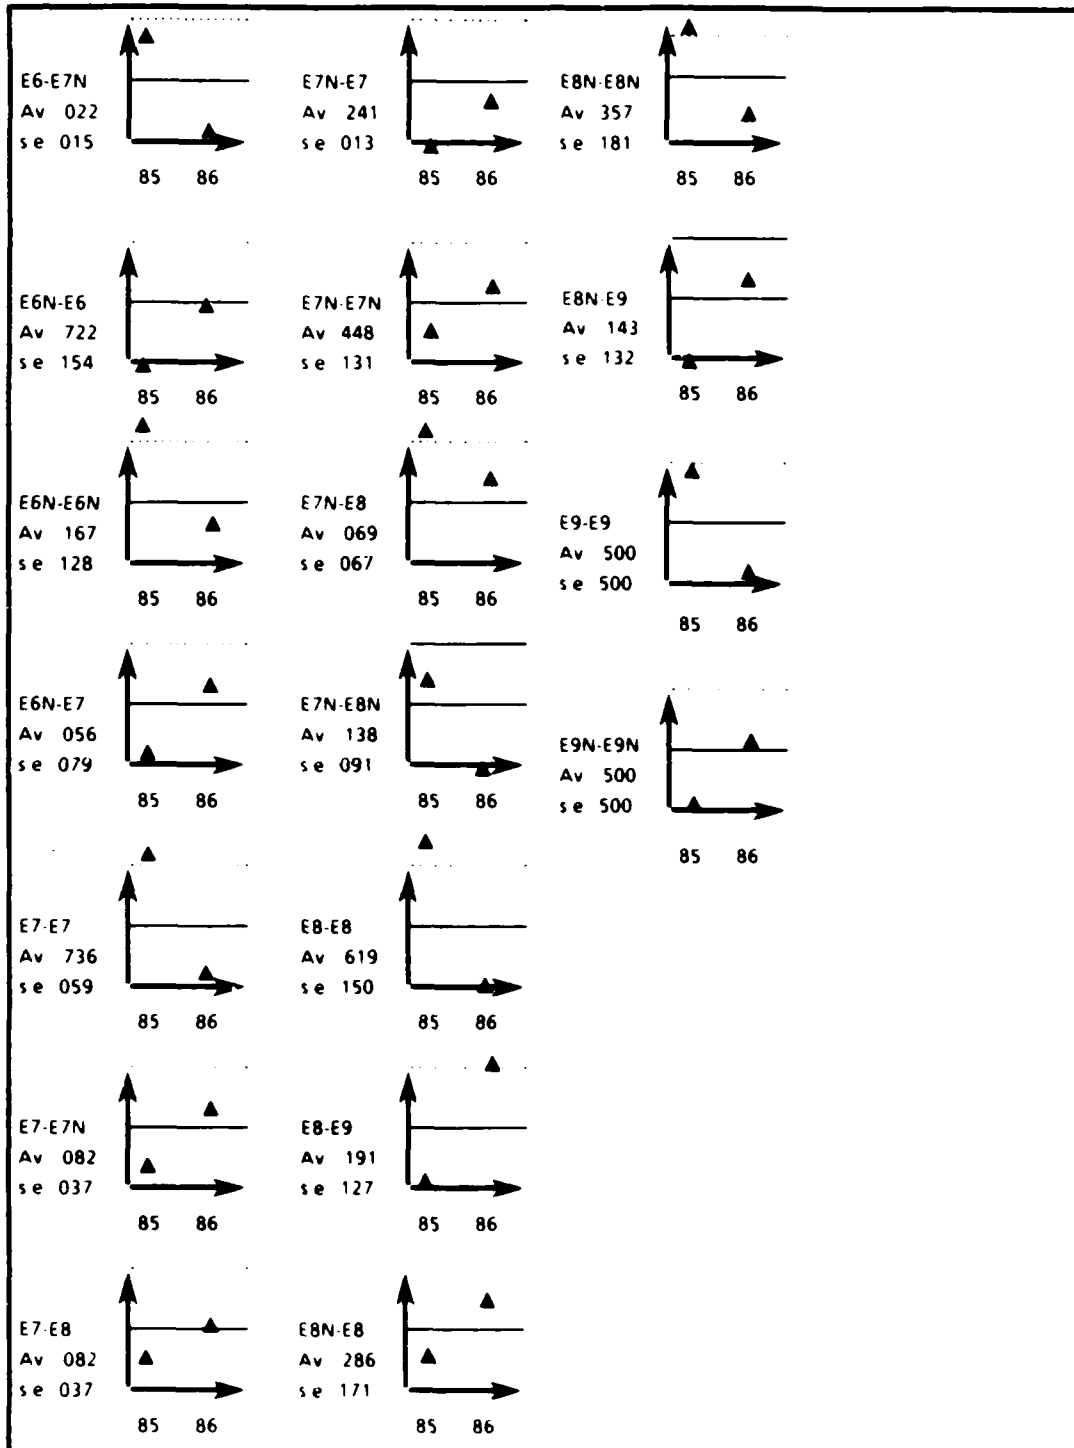 E6-E7N
Av 022
se 015
85 86
E6N-E6
Av 722
se 154
85 86
E6N-E6N
Av 167
se 128
85 86
E6N-E7
Av 056
se 079
85 86
E7-E7
Av 736
se 059
85 86
E7-E7N
Av 082
se 037
85 86
E7-E8
Av 082
se 037
85 86
E7N-E7
Av 241
se 013
85 86
E7N-E7N
Av 448
se 131
85 86
E7N-E8
Av 069
se 067
85 86
E7N-E8N
Av 138
se 091
85 86
E8-E8
Av 619
se 150
85 86
E8-E9
Av 191
se 127
85 86
E8N-E8
Av 286
se 171
85 86
E8N-E8N
Av 357
se 181
85 86
E8N-E9
Av 143
se 132
85 86
E9-E9
Av 500
se 500
85 86
E9N-E9N
Av 500
se 500
85 86